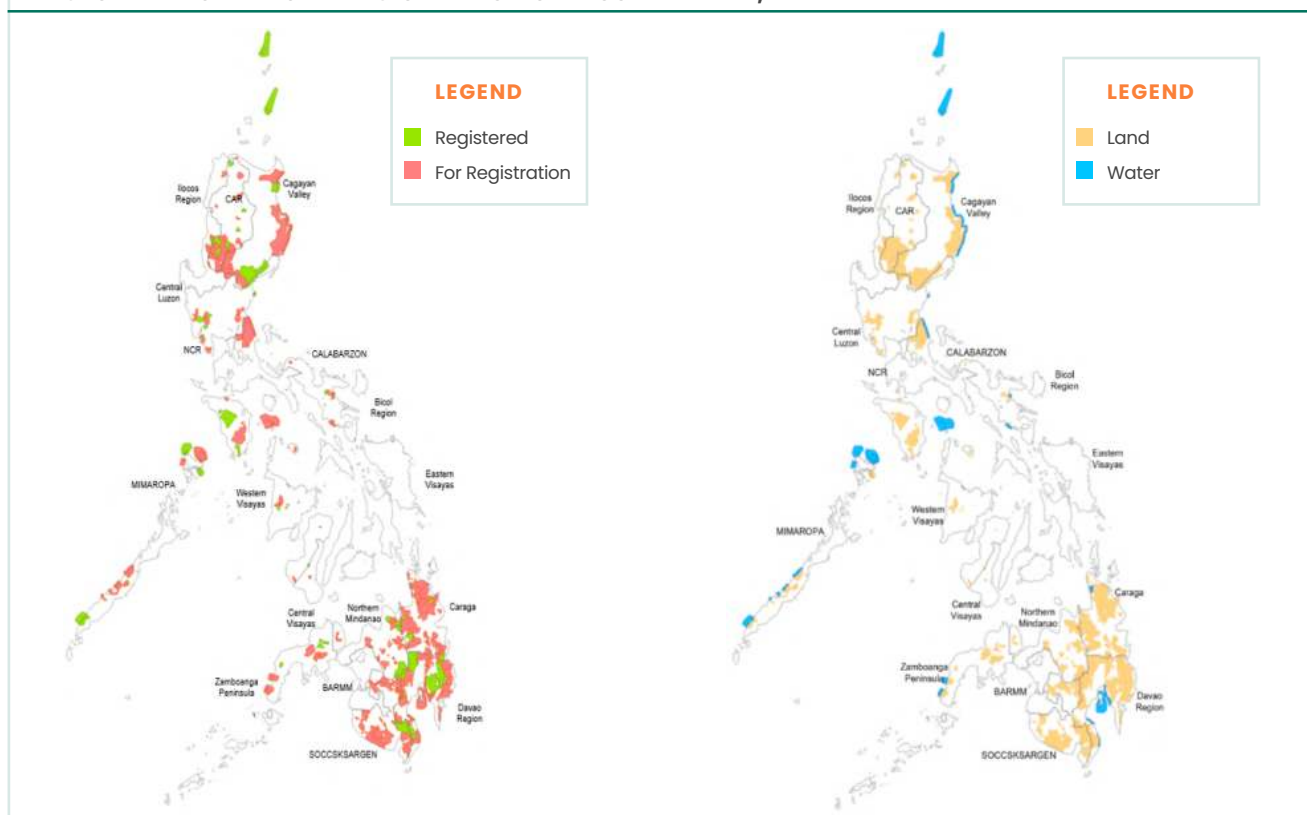 LEGEND
Registered
For Registration
Ilocos
Region
CAR
Cagayan
Valley
Central
Luzon
NCR
CALABARZON
Bicol
Region
MIMAROPA
Western
Visayas
Eastern
Visayas
Central
Visayas
Northern
Mindanao
Caraga
Zamboanga
Peninsula
BARMM
Davao
Region
SOCCSKSARGEN
LEGEND
Land
Water
Ilocos
Region
CAR
Cagayan
Valley
Central
Luzon
NCR
CALABARZON
Bicol
Region
Eastern
Visayas
Western
Visayas
MIMAROPA
Central
Visayas
Northern
Mindanao
Caraga
Zamboanga
Peninsula
BARMM
Davao
Region
SOCCSKSARGEN